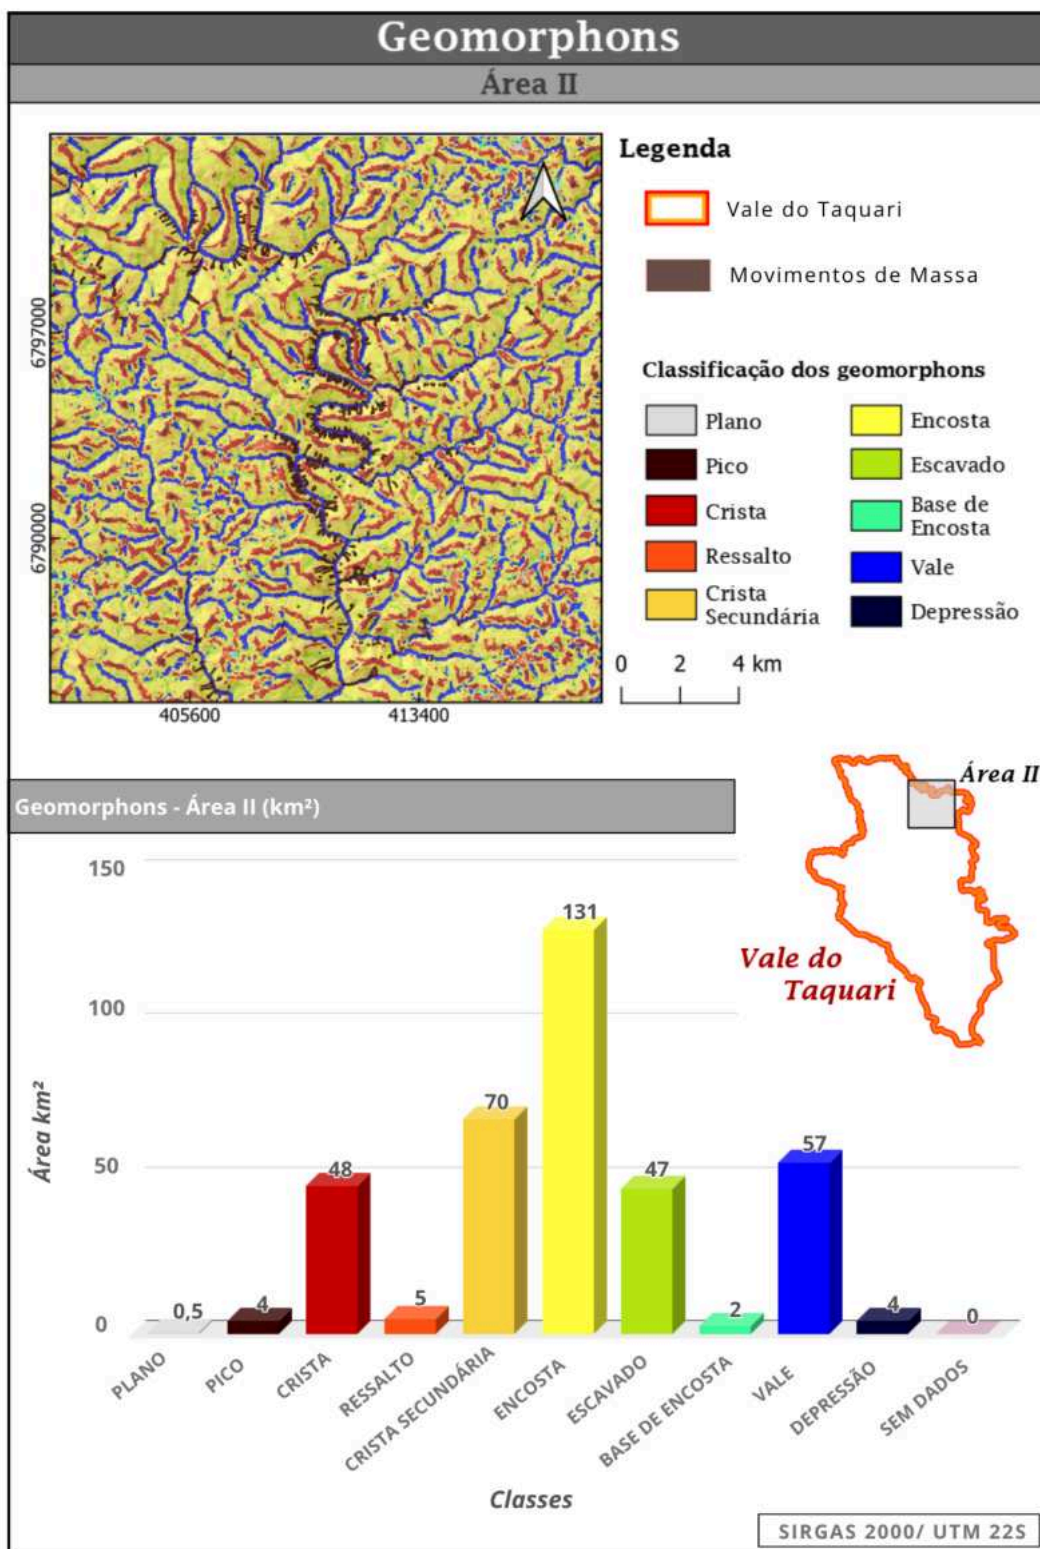 Geomorphons
Área II
6797000
6790000
405600
413400
Legenda
Vale do Taquari
Movimentos de Massa
Classificação dos geomorphons
Plano
Pico
Crista
Ressalto
Crista
Secundária
Encosta
Escavado
Base de
Encosta
Vale
Depressão
0 2 4 km
Área II
Vale do
Taquari
Geomorphons - Área II (km²)
Área km²
150
100
50
0
0,5
4
48
5
70
131
47
2
57
4
0
PLANO
PICO
CRISTA
RESSALTO
CRISTA SECUNDÁRIA
ENCOSTA
ESCAVADO
BASE DE ENCOSTA
VALE
DEPRESSÃO
SEM DADOS
Classes
SIRGAS 2000/ UTM 22S